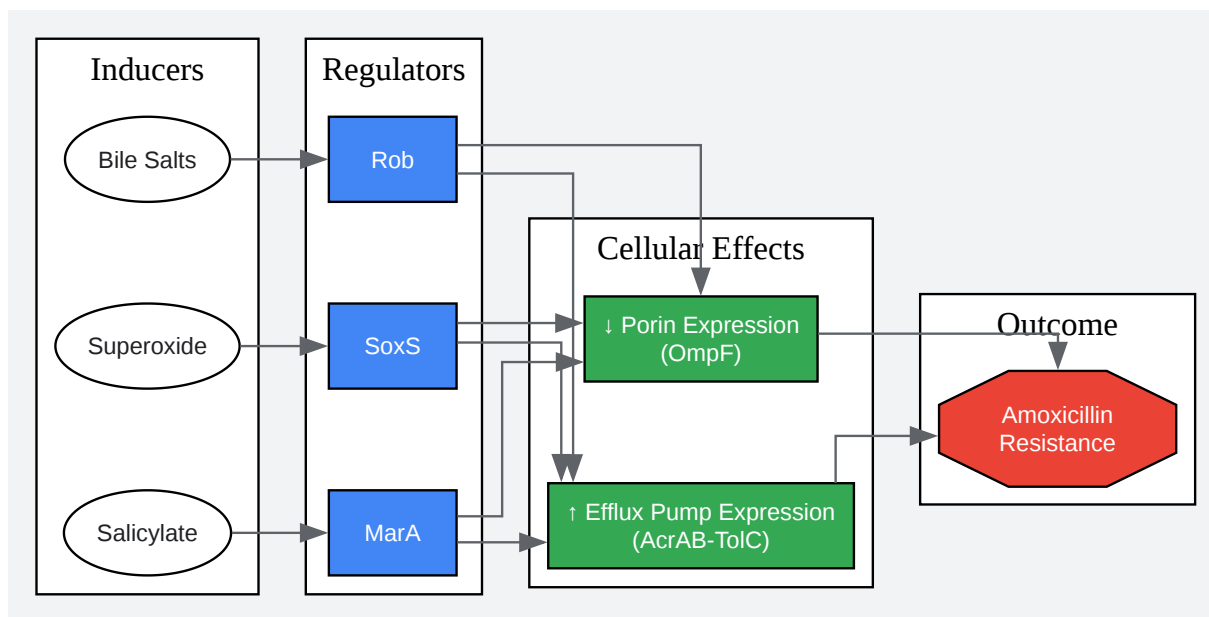 Inducers
Regulators
Bile Salts
Rob
Cellular Effects
Superoxide
SoxS
↓ Porin Expression
(OmpF)
Outcome
Amoxicillin
Resistance
Salicylate
MarA
↑ Efflux Pump Expression
(AcrAB-TolC)